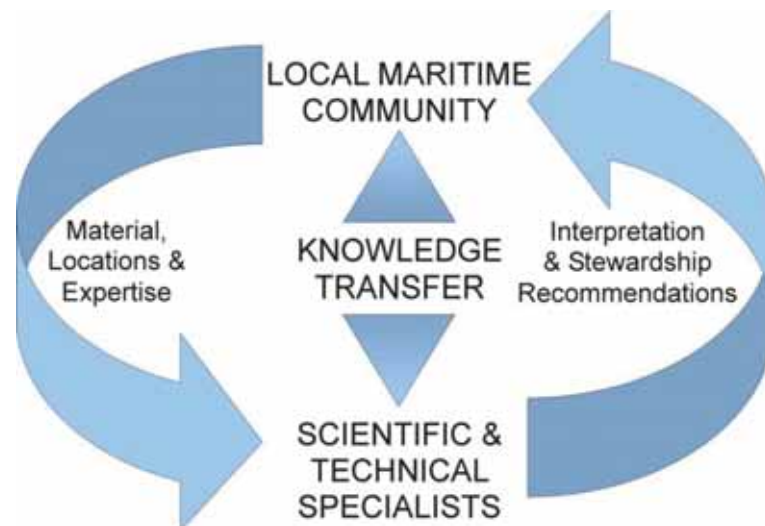 LOCAL MARITIME
COMMUNITY
Material,
Locations &
Expertise
KNOWLEDGE
TRANSFER
Interpretation
& Stewardship
Recommendations
SCIENTIFIC &
TECHNICAL
SPECIALISTS